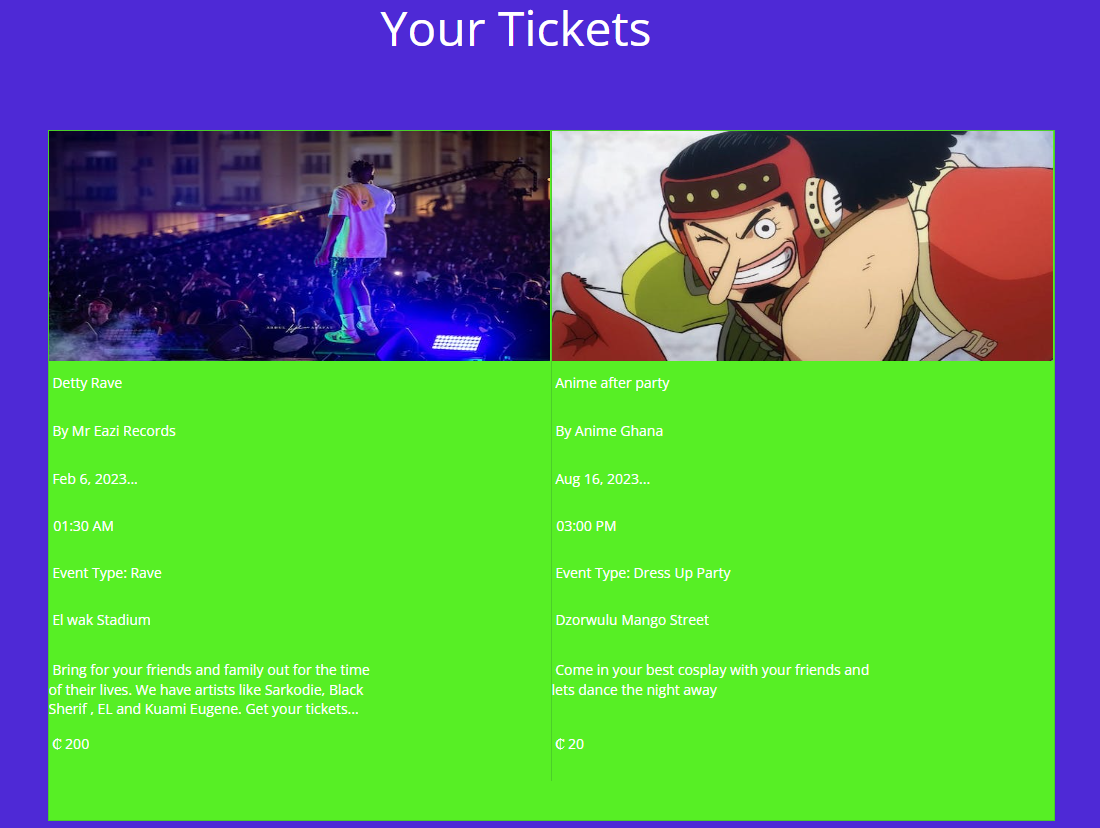 Your Tickets
Detty Rave
By Mr Eazi Records
Feb 6, 2023...
01:30 AM
Event Type: Rave
El wak Stadium
Bring for your friends and family out for the time
of their lives. We have artists like Sarkodie, Black
Sherif , EL and Kuami Eugene. Get your tickets...
₵ 200
Anime after party
By Anime Ghana
Aug 16, 2023...
03:00 PM
Event Type: Dress Up Party
Dzorwulu Mango Street
Come in your best cosplay with your friends and
lets dance the night away
₵ 20